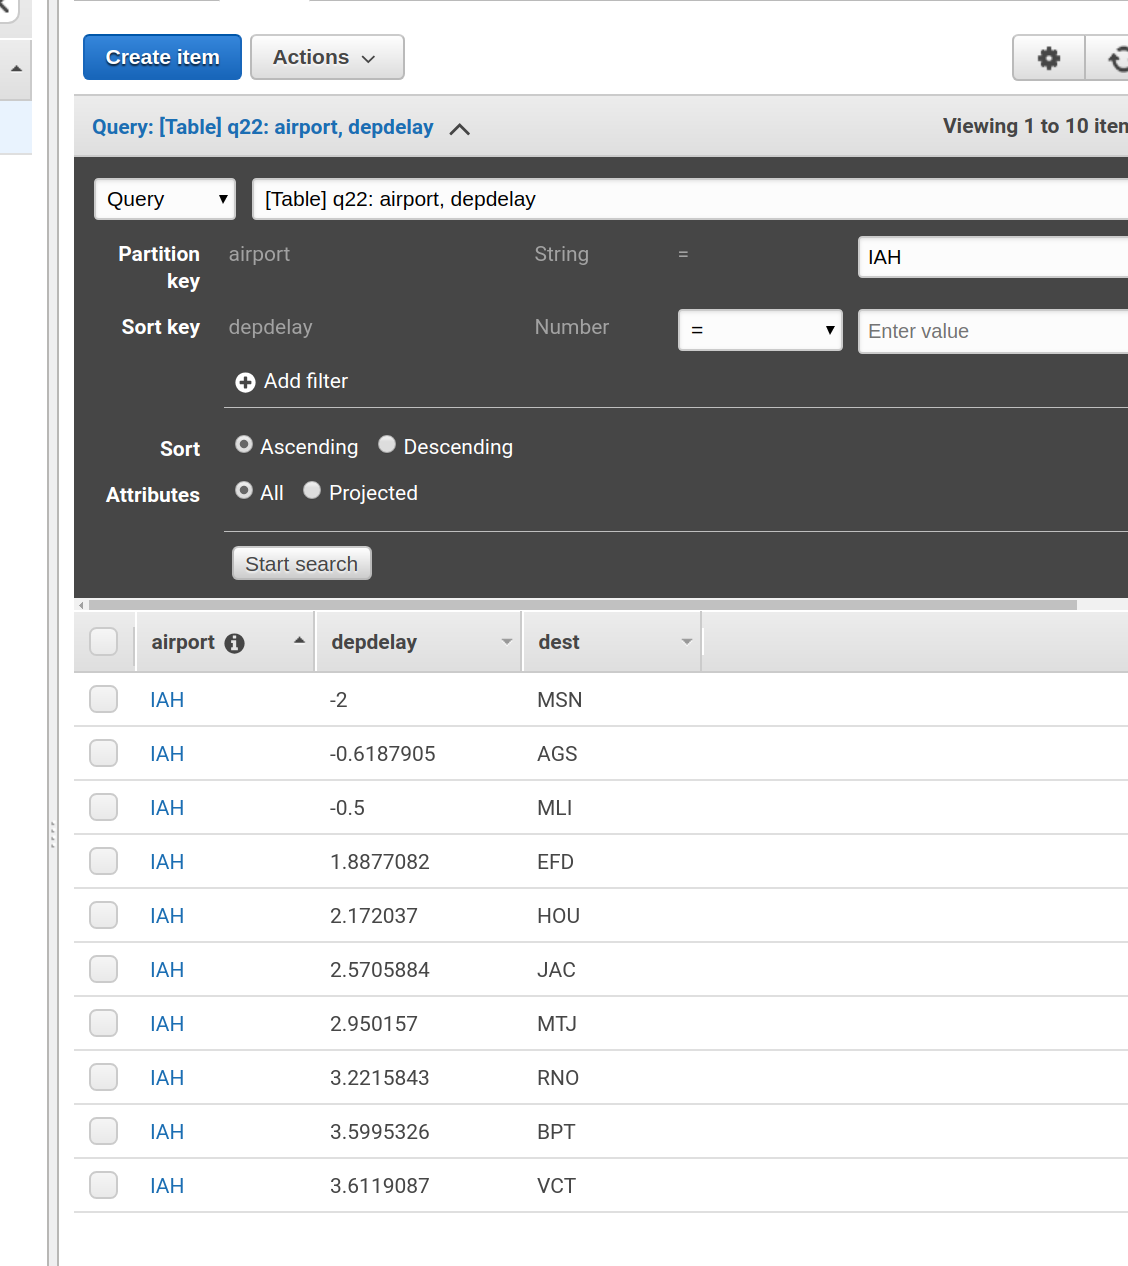 Create item Actions
Query: [Table] q22: airport, depdelay Viewing 1 to 10
Query [Table] q22: airport, depdelay
Partition key airport String = IAH
Sort key depdelay Number = Enter value
Add filter
Sort Ascending Descending
Attributes All Projected
Start search
airport depdelay dest
IAH -2 MSN
IAH -0.6187905 AGS
IAH -0.5 MLI
IAH 1.8877082 EFD
IAH 2.172037 HOU
IAH 2.5705884 JAC
IAH 2.950157 MTJ
IAH 3.2215843 RNO
IAH 3.5995326 BPT
IAH 3.6119087 VCT